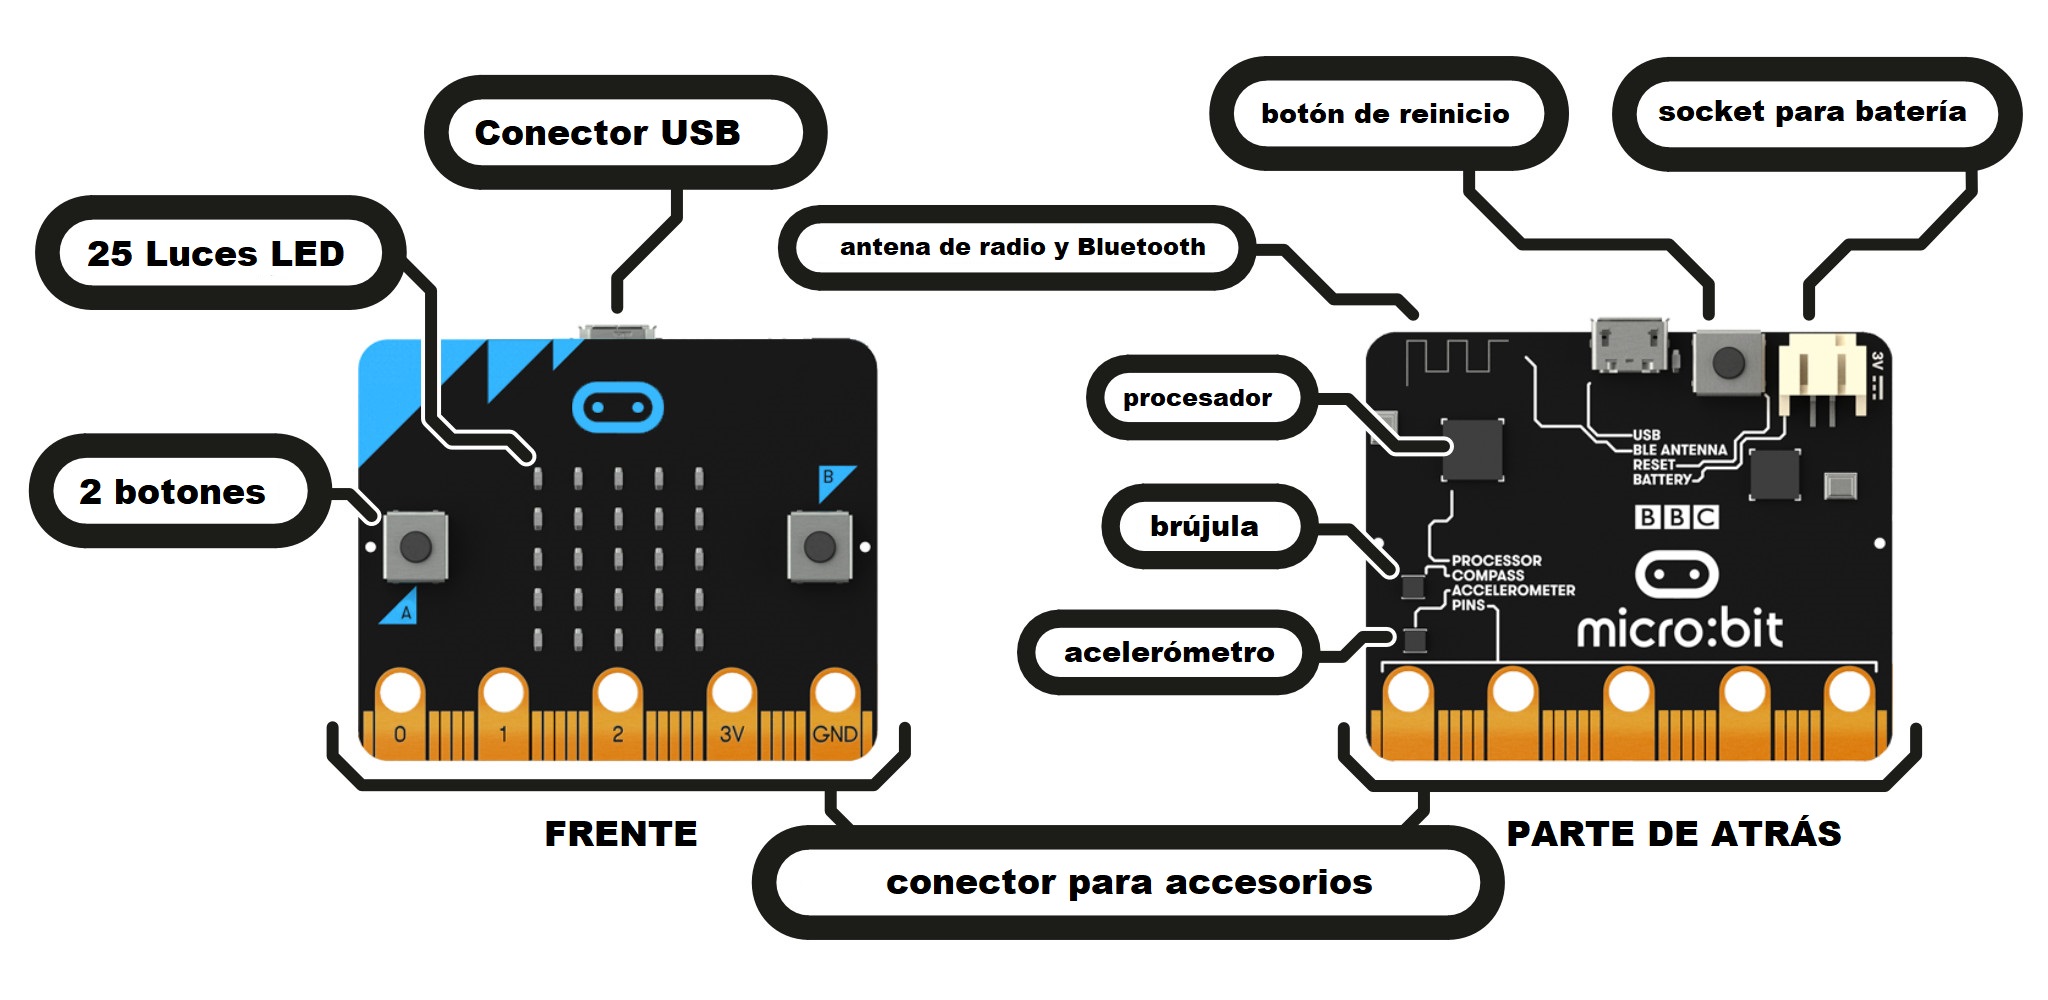 Conector USB
25 Luces LED
2 botones
B
A
0 1 2 3V GND
FRENTE
botón de reinicio
socket para batería
antena de radio y Bluetooth
procesador
brújula
acelerómetro
3V
USB
BLE ANTENNA
RESET
BATTERY
BBC
PROCESSOR
COMPASS
ACCELEROMETER
PINS
micro:bit
PARTE DE ATRÁS
conector para accesorios